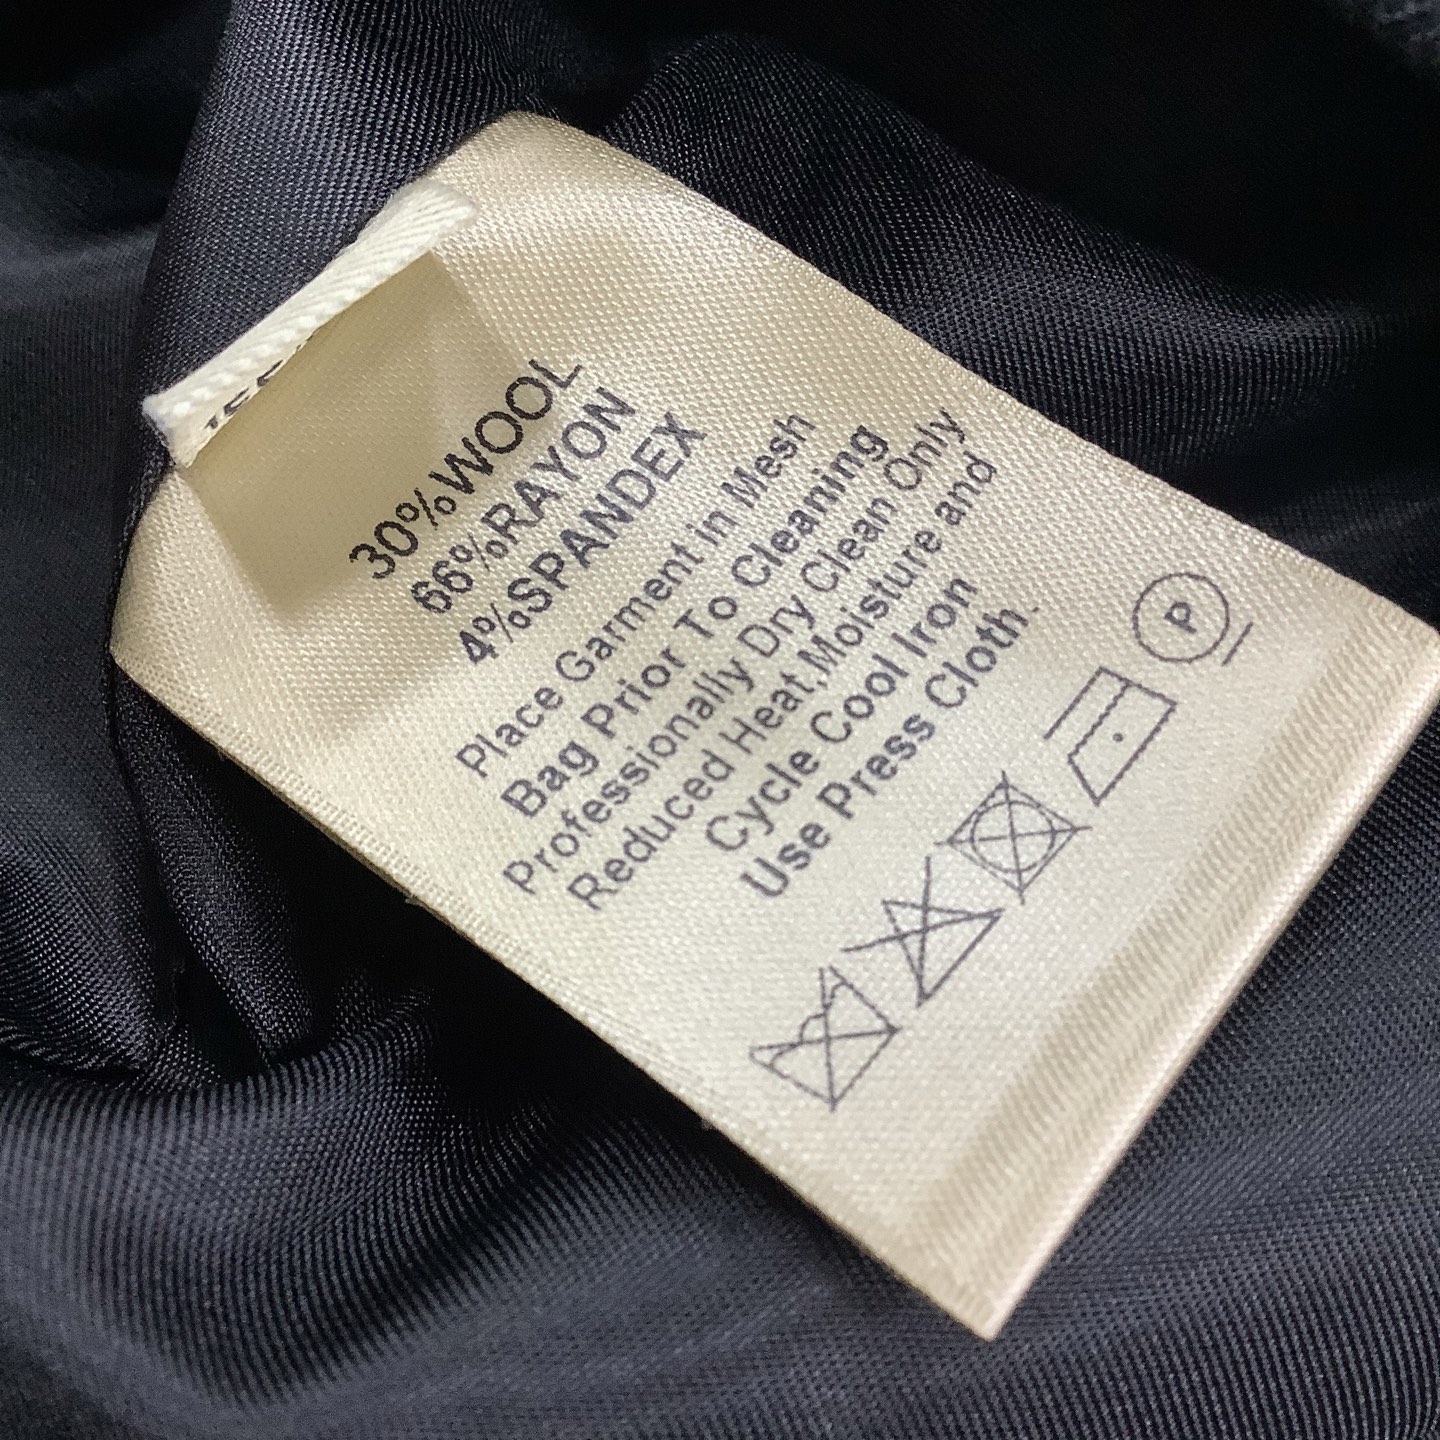 30%WOOL
66%RAYON
4%SPANDEX
Place Garment in Mesh
Bag Prior To Cleaning
Professionally Dry Clean Only
Reduced Heat,Moisture and
Cycle Cool Iron
Use Press Cloth.
P